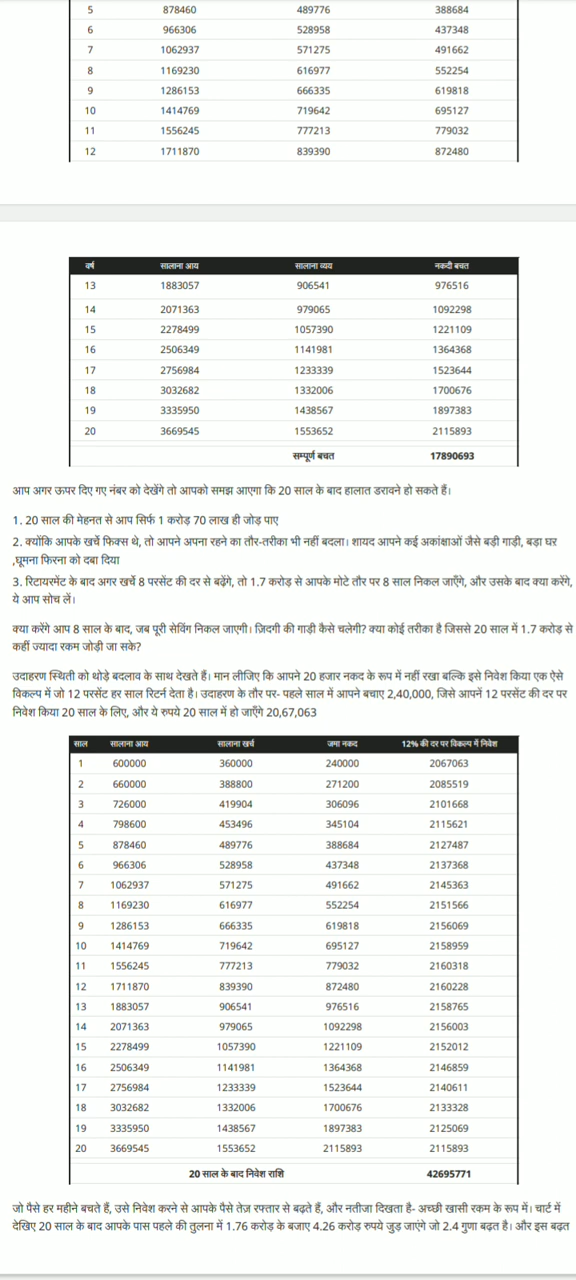 5 878460 489776 388684
6 966306 528958 437348
7 1062937 571275 491662
8 1169230 616977 552254
9 1286153 666335 619818
10 1414769 719642 695127
11 1556245 777213 779032
12 1711870 839390 872480
वर्ष सालाना आय सालाना व्यय नकदी बचत
13 1883057 906541 976516
14 2071363 979065 1092298
15 2278499 1057390 1221109
16 2506349 1141981 1364368
17 2756984 1233339 1523644
18 3032682 1332006 1700676
19 3335950 1438567 1897383
20 3669545 1553652 2115893
सम्पूर्ण बचत 17890693
आप अगर ऊपर दिए गए नंबर को देखेंगे तो आपको समझ आएगा कि 20 साल के बाद हालात डरावने हो सकते हैं।
1. 20 साल की मेहनत से आप सिर्फ 1 करोड़ 70 लाख ही जोड़ पाए
2. क्योंकि आपके खर्चे फिक्स थे, तो आपने अपना रहने का तौर-तरीका भी नहीं बदला। शायद आपने कई अकांक्षाओं जैसे बड़ी गाड़ी, बड़ा घर
,घूमना फिरना को दबा दिया
3. रिटायरमेंट के बाद अगर खर्चे 8 परसेंट की दर से बढ़ेंगे, तो 1.7 करोड़ से आपके मोटे तौर पर 8 साल निकल जाएँगे, और उसके बाद क्या करेंगे,
ये आप सोच लें।
क्या करेंगे आप 8 साल के बाद, जब पूरी सेविंग निकल जाएगी। ज़िदगी की गाड़ी कैसे चलेगी? क्या कोई तरीका है जिससे 20 साल में 1.7 करोड़ से
कहीं ज्यादा रकम जोड़ी जा सके?
उदाहरण स्थिती को थोड़े बदलाव के साथ देखते हैं। मान लीजिए कि आपने 20 हजार नकद के रूप में नहीं रखा बल्कि इसे निवेश किया एक ऐसे
विकल्प में जो 12 परसेंट हर साल रिटर्न देता है। उदाहरण के तौर पर- पहले साल में आपने बचाए 2,40,000, जिसे आपनें 12 परसेंट की दर पर
निवेश किया 20 साल के लिए, और ये रुपये 20 साल में हो जाएँगे 20,67,063
साल सालाना आय सालाना खर्च जमा नकद 12% की दर पर विकल्प में निवेश
1 600000 360000 240000 2067063
2 660000 388800 271200 2085519
3 726000 419904 306096 2101668
4 798600 453496 345104 2115621
5 878460 489776 388684 2127487
6 966306 528958 437348 2137368
7 1062937 571275 491662 2145363
8 1169230 616977 552254 2151566
9 1286153 666335 619818 2156069
10 1414769 719642 695127 2158959
11 1556245 777213 779032 2160318
12 1711870 839390 872480 2160228
13 1883057 906541 976516 2158765
14 2071363 979065 1092298 2156003
15 2278499 1057390 1221109 2152012
16 2506349 1141981 1364368 2146859
17 2756984 1233339 1523644 2140611
18 3032682 1332006 1700676 2133328
19 3335950 1438567 1897383 2125069
20 3669545 1553652 2115893 2115893
20 साल के बाद निवेश राशि 42695771
जो पैसे हर महीने बचते हैं, उसे निवेश करने से आपके पैसे तेज़ रफ्तार से बढ़ते हैं, और नतीजा दिखता है- अच्छी खासी रकम के रूप में। चार्ट में
देखिए 20 साल के बाद आपके पास पहले की तुलना में 1.76 करोड़ के बजाए 4.26 करोड़ रुपये जुड़ जाएंगे जो 2.4 गुणा बढ़त है। और इस बढ़त